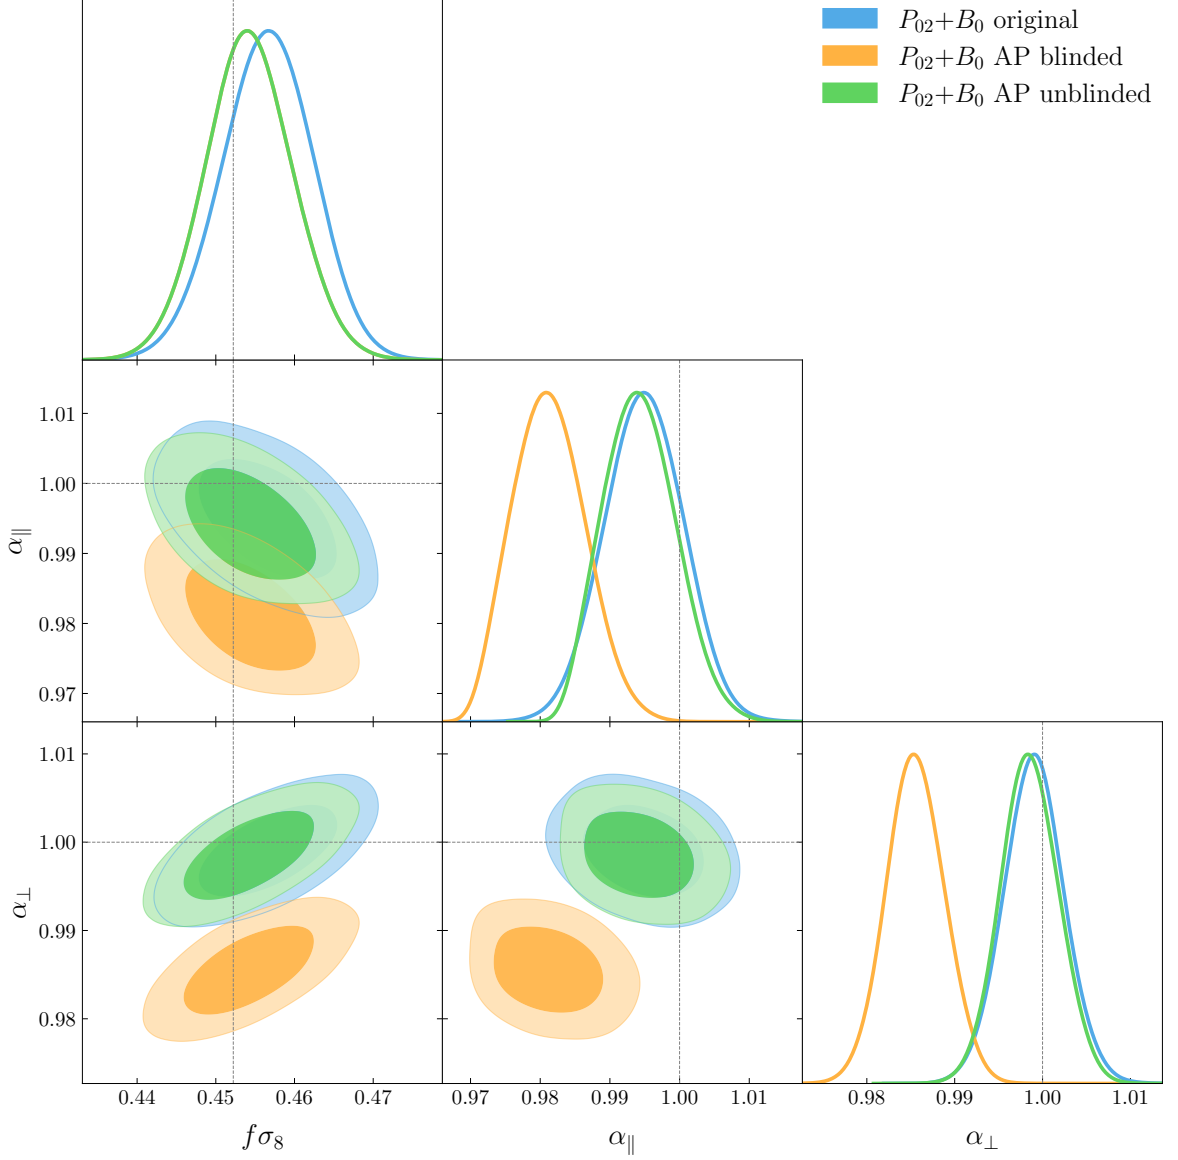 P₀₂+B₀ original
P₀₂+B₀ AP blinded
P₀₂+B₀ AP unblinded
1.01
1.00
0.99
0.98
0.97
α∥
1.01
1.00
0.99
0.98
α⊥
0.44 0.45 0.46 0.47 0.97 0.98 0.99 1.00 1.01 0.98 0.99 1.00 1.01
fσ₈ α∥ α⊥